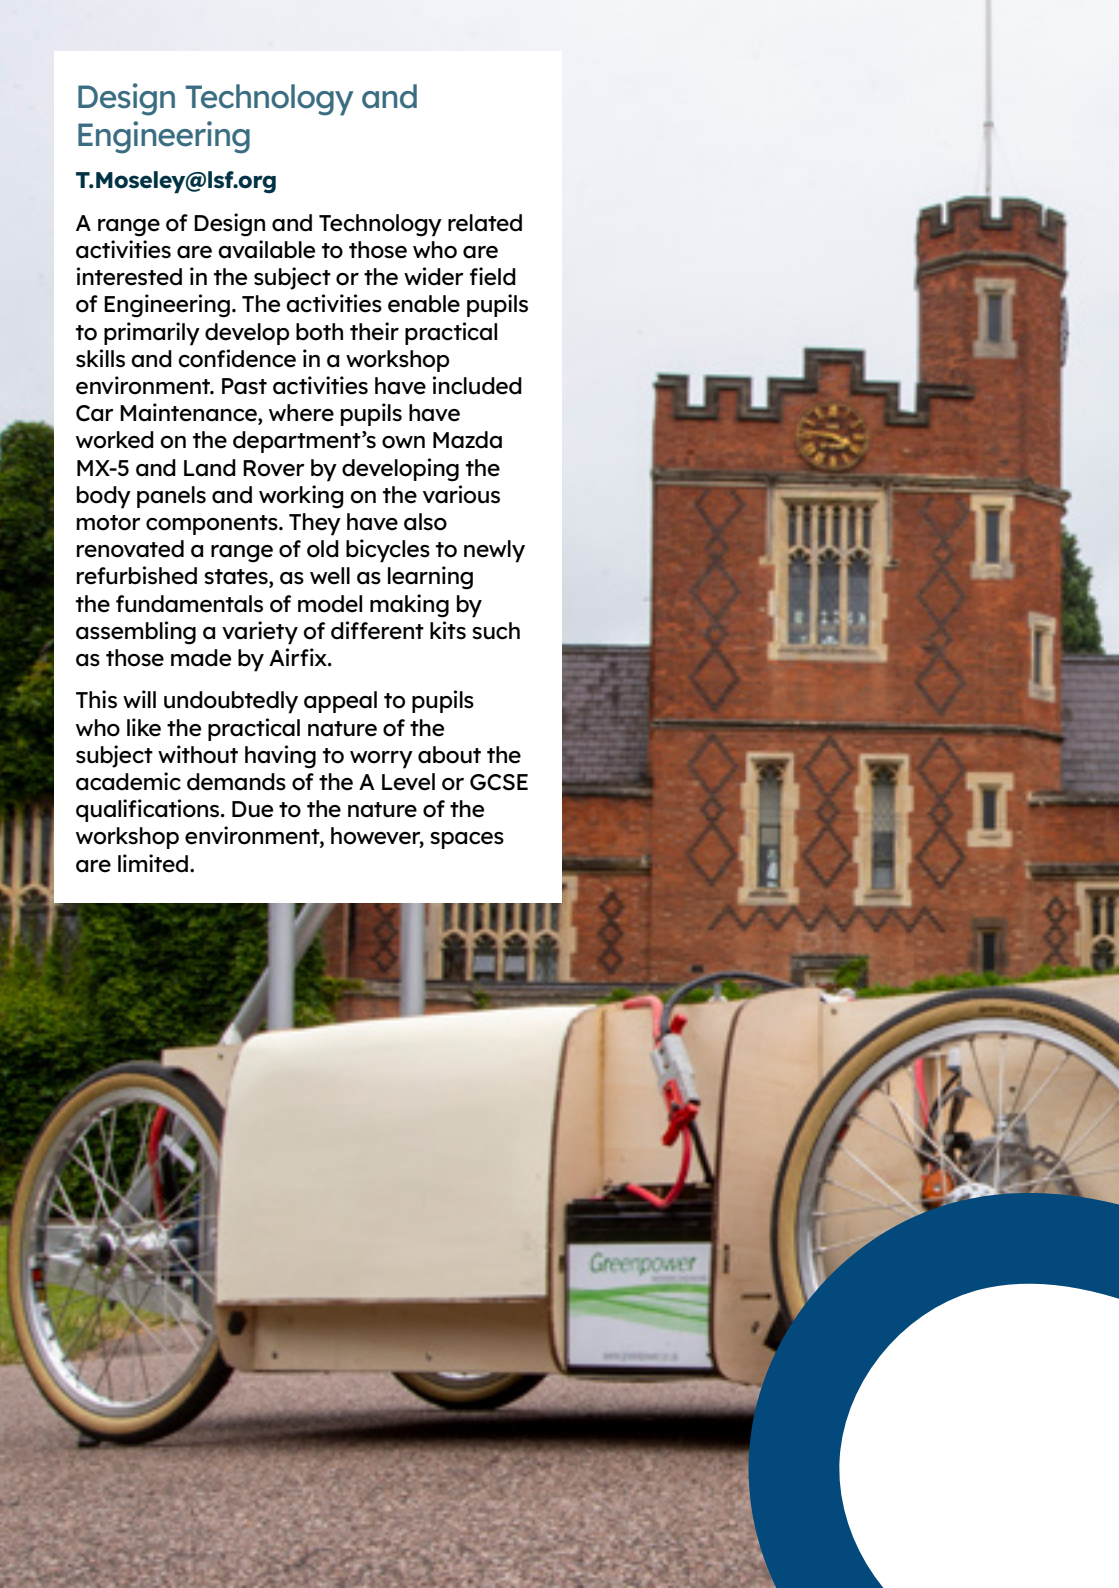 Design Technology and
Engineering
T.Moseley@lsf.org
A range of Design and Technology related
activities are available to those who are
interested in the subject or the wider field
of Engineering. The activities enable pupils
to primarily develop both their practical
skills and confidence in a workshop
environment. Past activities have included
Car Maintenance, where pupils have
worked on the department’s own Mazda
MX-5 and Land Rover by developing the
body panels and working on the various
motor components. They have also
renovated a range of old bicycles to newly
refurbished states, as well as learning
the fundamentals of model making by
assembling a variety of different kits such
as those made by Airfix.
This will undoubtedly appeal to pupils
who like the practical nature of the
subject without having to worry about the
academic demands of the A Level or GCSE
qualifications. Due to the nature of the
workshop environment, however, spaces
are limited.
Greenpower